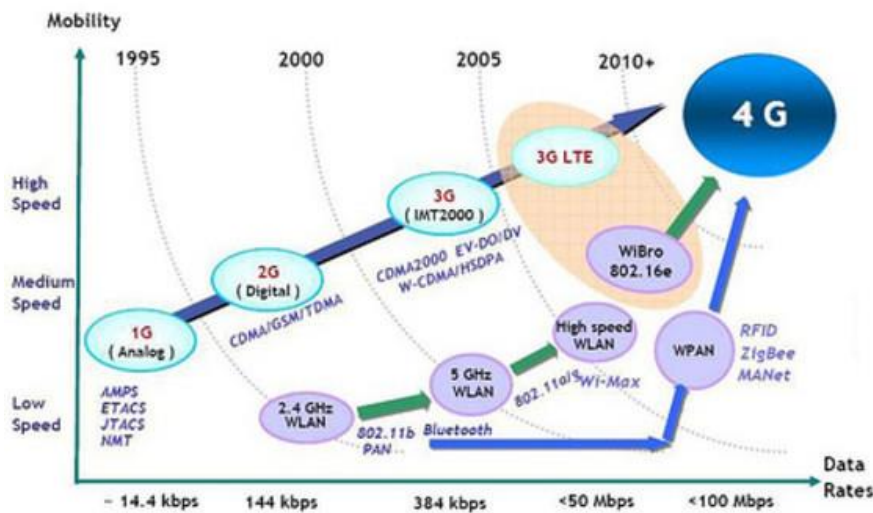 Mobility
1995
2000
2005
2010+
4 G
3G LTE
High
Speed
3G
( IMT2000 )
CDMA2000 EV-DO/DV
W-CDMA/HSDPA
WiBro
802.16e
2G
( Digital )
CDMA/GSM/TDMA
Medium
Speed
1G
( Analog )
High speed
WLAN
WPAN
RFID
ZigBee
MANet
5 GHz
WLAN
802.11a/g
Wi-Max
AMPS
ETACS
JTACS
NMT
Low
Speed
2.4 GHz
WLAN
802.11b
PAN
Bluetooth
Data
Rates
~ 14.4 kbps
144 kbps
384 kbps
<50 Mbps
<100 Mbps